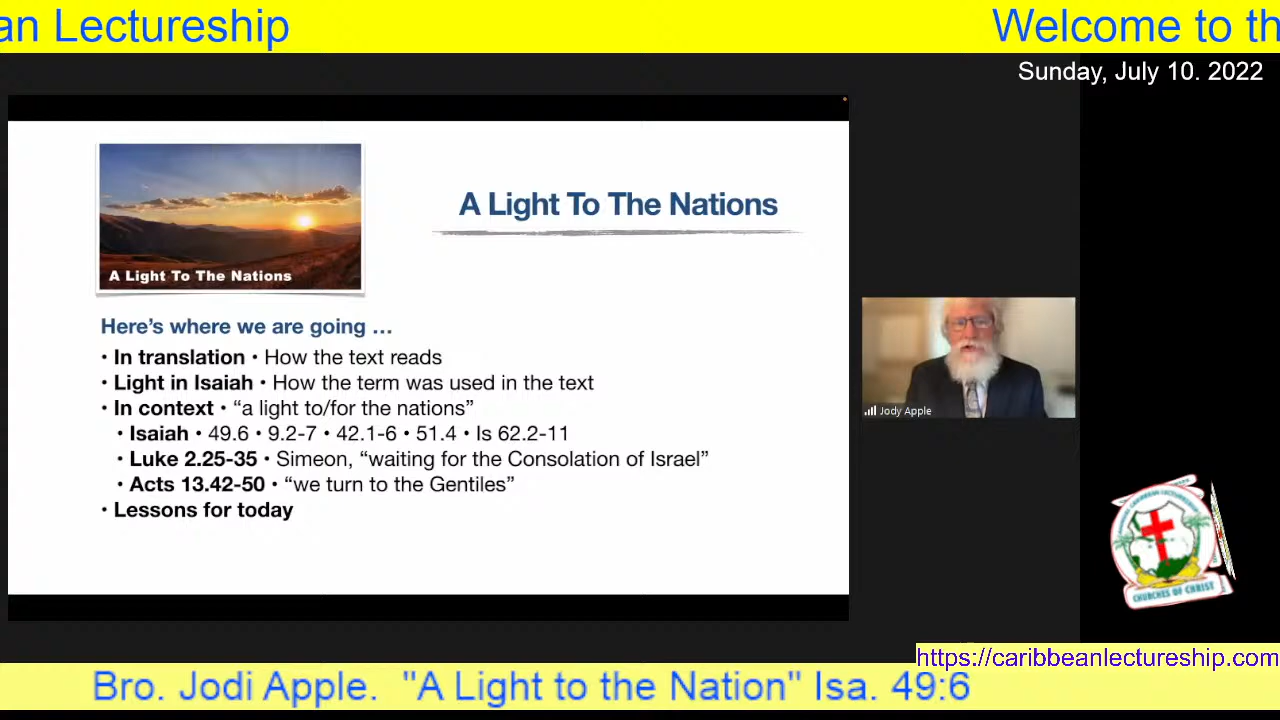 an Lectureship
Welcome to th
Sunday, July 10. 2022
A Light To The Nations
A Light To The Nations
Here's where we are going …
• In translation • How the text reads
• Light in Isaiah • How the term was used in the text
• In context • “a light to/for the nations”
• Isaiah • 49.6 • 9.2-7 • 42.1-6 • 51.4 • Is 62.2-11
• Luke 2.25-35 • Simeon, “waiting for the Consolation of Israel”
• Acts 13.42-50 • “we turn to the Gentiles”
• Lessons for today
Jody Apple
CHURCHES OF CHRIST
https://caribbeanlectureship.com
Bro. Jodi Apple. "A Light to the Nation" Isa. 49:6